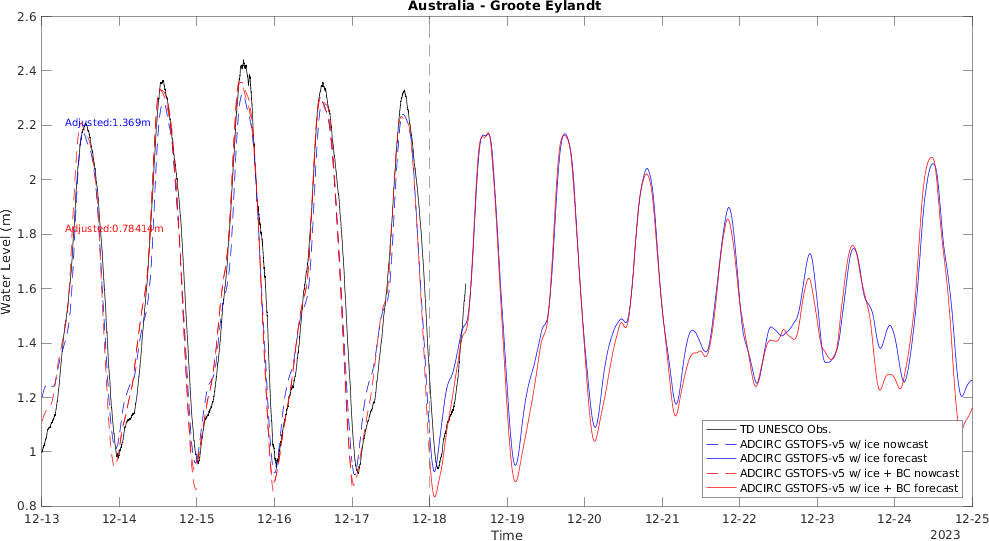 Australia - Groote Eylandt
2.6
2.4
2.2
2
1.8
1.6
1.4
1.2
1
0.8
Water Level (m)
Adjusted:1.369m
Adjusted:0.78414m
TD UNESCO Obs.
ADCIRC GSTOFS-v5 w/ ice nowcast
ADCIRC GSTOFS-v5 w/ ice forecast
ADCIRC GSTOFS-v5 w/ ice + BC nowcast
ADCIRC GSTOFS-v5 w/ ice + BC forecast
12-13 12-14 12-15 12-16 12-17 12-18 12-19 12-20 12-21 12-22 12-23 12-24 12-25
Time
2023